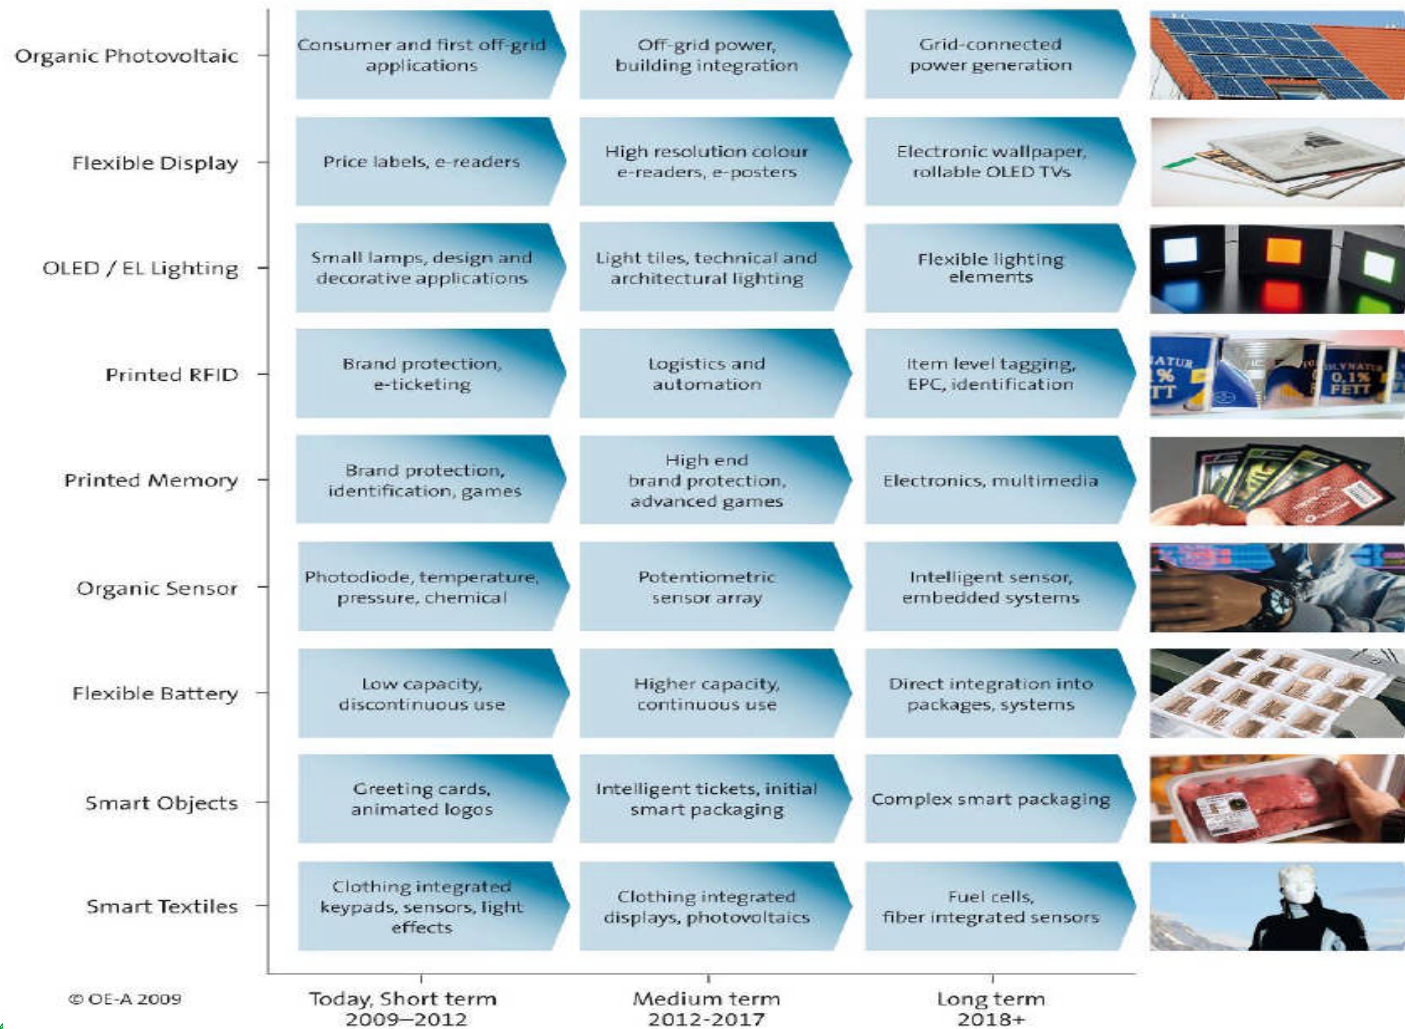 Organic Photovoltaic
Consumer and first off-grid
applications
Off-grid power,
building integration
Grid-connected
power generation
Flexible Display
Price labels, e-readers
High resolution colour
e-readers, e-posters
Electronic wallpaper,
rollable OLED TVs
OLED / EL Lighting
Small lamps, design and
decorative applications
Light tiles, technical and
architectural lighting
Flexible lighting
elements
Printed RFID
Brand protection,
e-ticketing
Logistics and
automation
Item level tagging,
EPC, identification
NATUR
%
TT
OLYNATUR
0,1%
FETT
Printed Memory
Brand protection,
identification, games
High end
brand protection,
advanced games
Electronics, multimedia
Organic Sensor
Photodiode, temperature,
pressure, chemical
Potentiometric
sensor array
Intelligent sensor,
embedded systems
Flexible Battery
Low capacity,
discontinuous use
Higher capacity,
continuous use
Direct integration into
packages, systems
Smart Objects
Greeting cards,
animated logos
Intelligent tickets, initial
smart packaging
Complex smart packaging
Smart Textiles
Clothing integrated
keypads, sensors, light
effects
Clothing integrated
displays, photovoltaics
Fuel cells,
fiber integrated sensors
© OE-A 2009
Today, Short term
2009–2012
Medium term
2012-2017
Long term
2018+